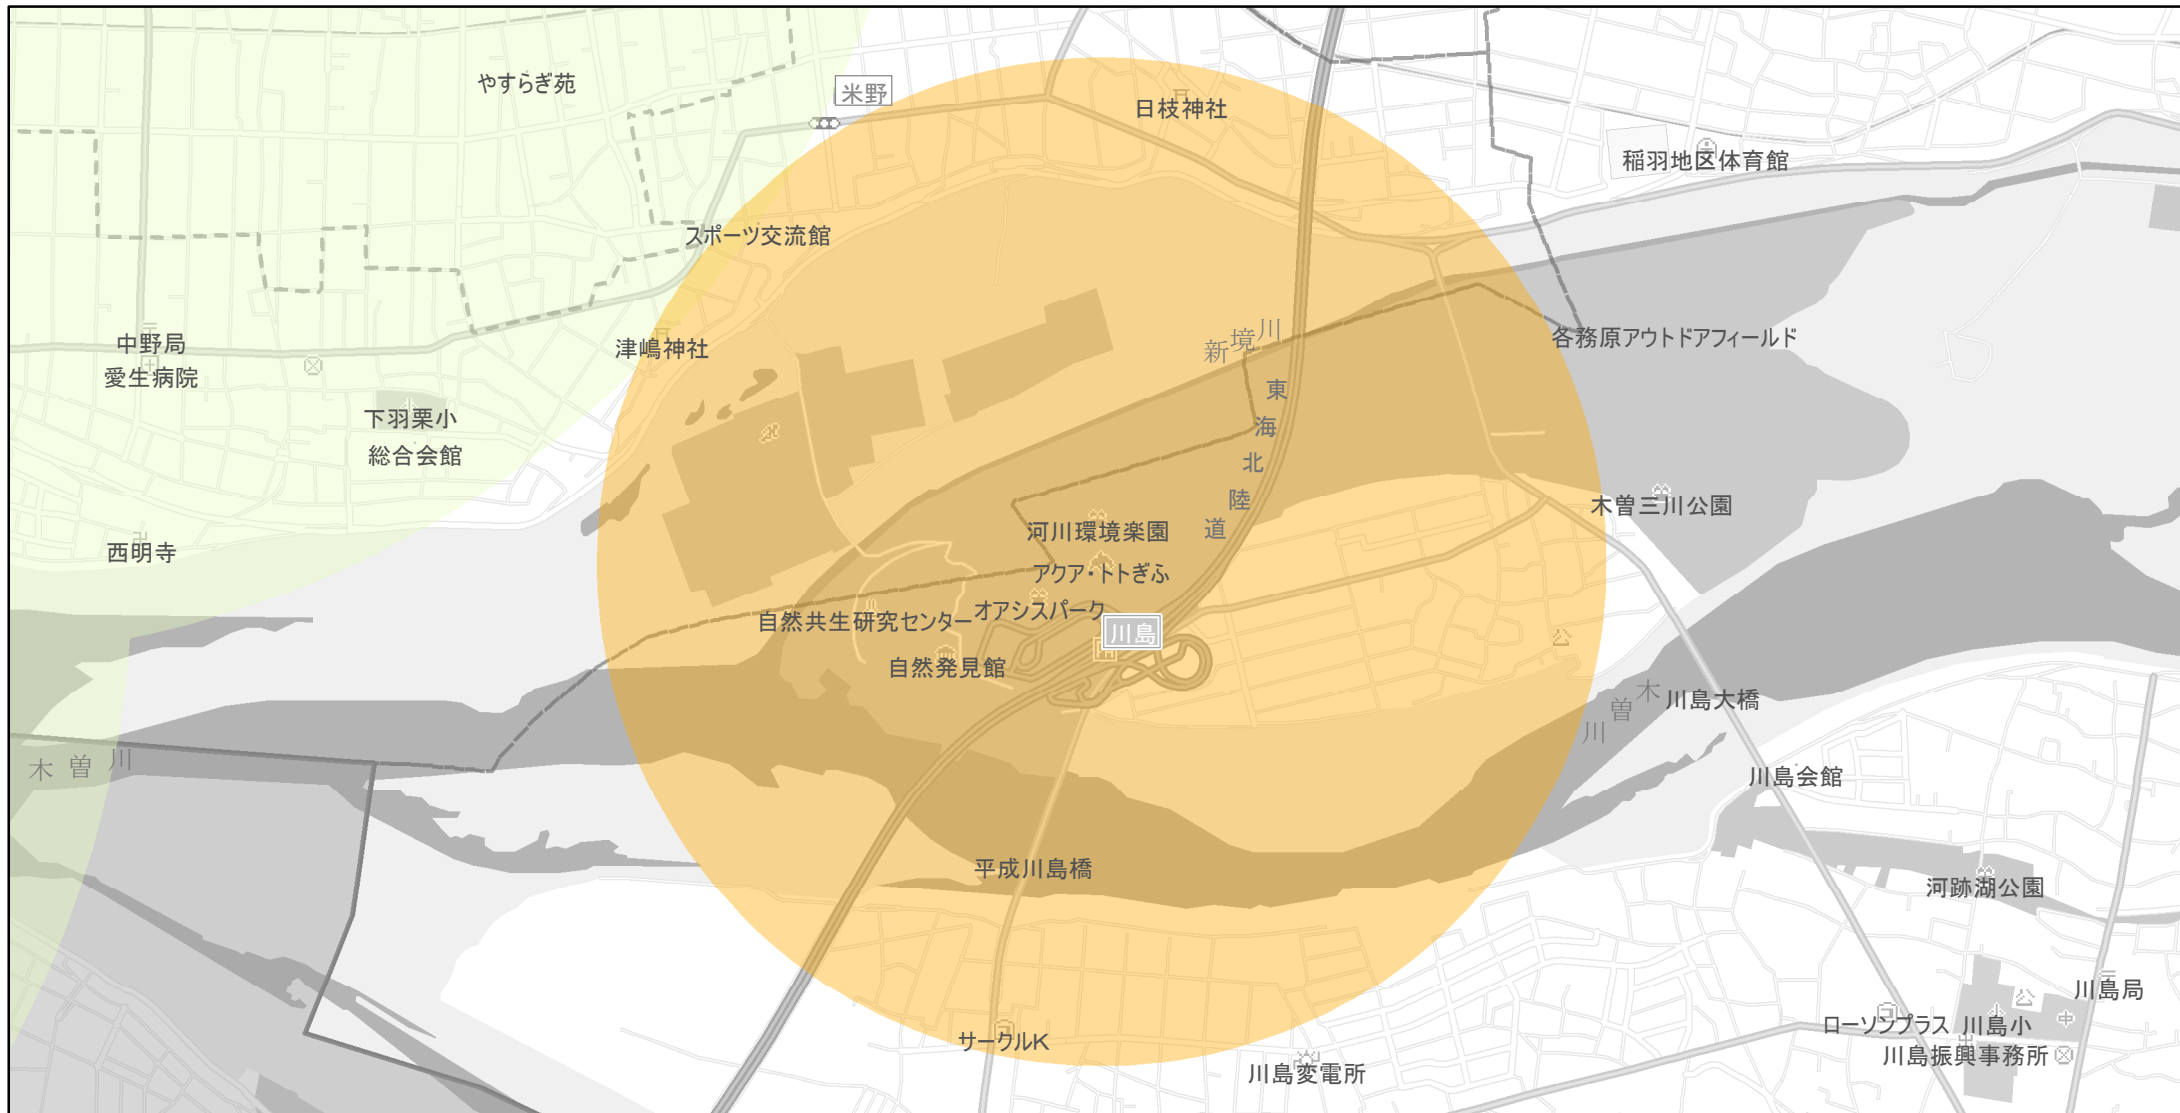 やすらぎ苑
米野
日枝神社
稲羽地区体育館
スポーツ交流館
中野局
愛生病院
津嶋神社
新境川
各務原アウトドアフィールド
下羽栗小
総合会館
東海北陸道
木曽三川公園
西明寺
河川環境楽園
アクア・トトぎふ
オアシスパーク
自然共生研究センター
川島
PA
公
自然発見館
木曽川
川島大橋
木曽川
川島会館
平成川島橋
河跡湖公園
川島局
公
サークルK
ローソンプラス
川島小
中
川島振興事務所
川島変電所